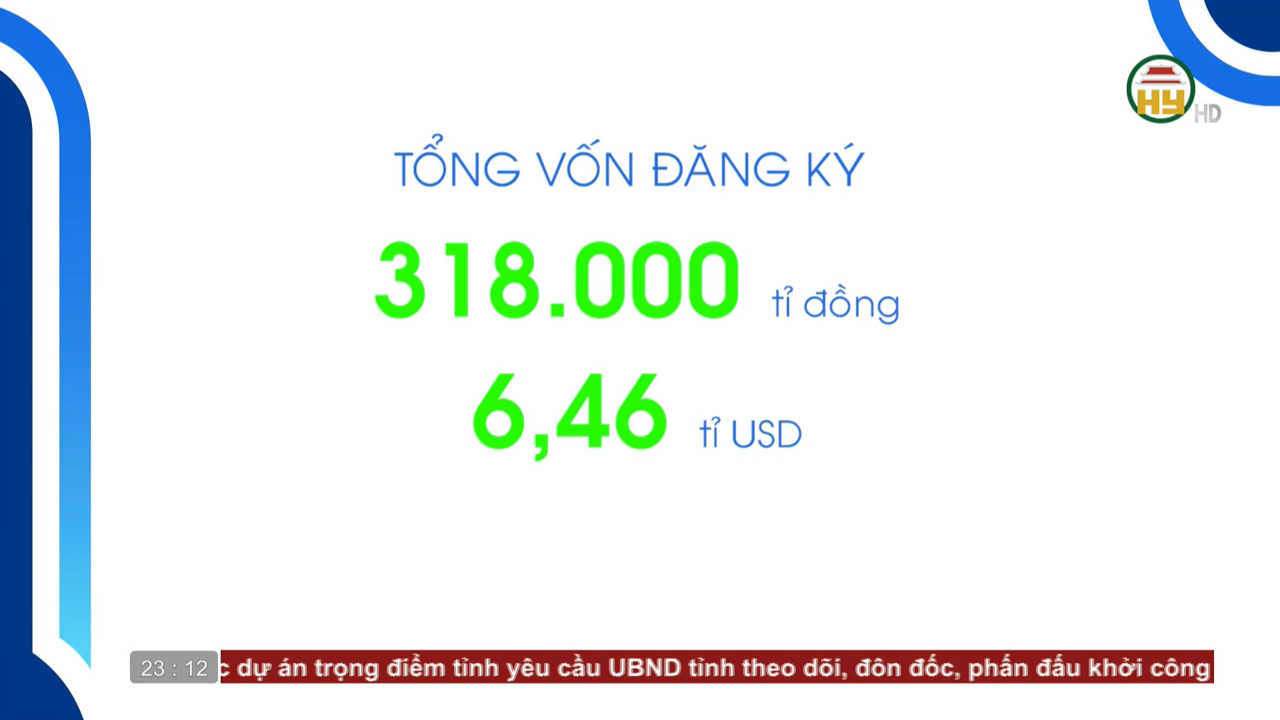 HY
HD
TỔNG VỐN ĐĂNG KÝ
318.000 tỉ đồng
6,46 tỉ USD
23 : 12
dự án trọng điểm tỉnh yêu cầu UBND tỉnh theo dõi, đôn đốc, phấn đấu khởi công